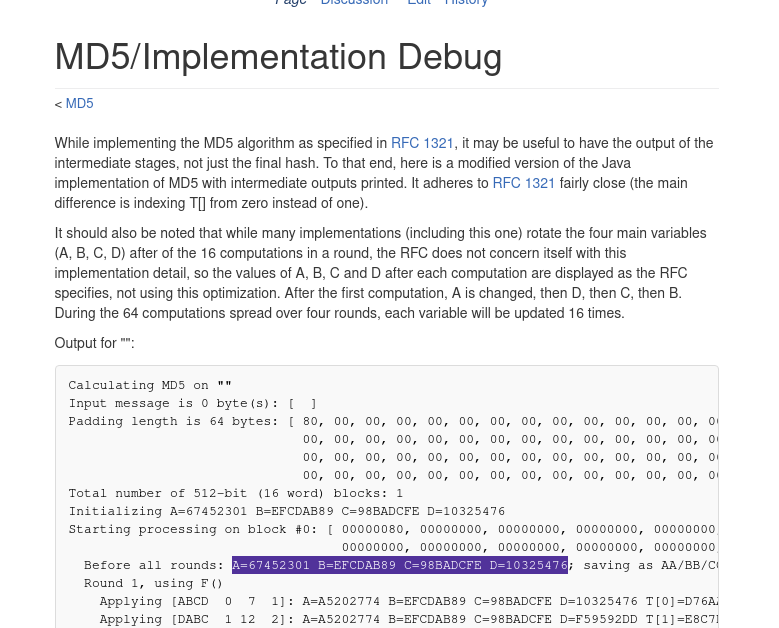 Page Discussion Edit History
MD5/Implementation Debug
< MD5
While implementing the MD5 algorithm as specified in RFC 1321, it may be useful to have the output of the
intermediate stages, not just the final hash. To that end, here is a modified version of the Java
implementation of MD5 with intermediate outputs printed. It adheres to RFC 1321 fairly close (the main
difference is indexing T[] from zero instead of one).
It should also be noted that while many implementations (including this one) rotate the four main variables
(A, B, C, D) after of the 16 computations in a round, the RFC does not concern itself with this
implementation detail, so the values of A, B, C and D after each computation are displayed as the RFC
specifies, not using this optimization. After the first computation, A is changed, then D, then C, then B.
During the 64 computations spread over four rounds, each variable will be updated 16 times.
Output for "":
Calculating MD5 on ""
Input message is 0 byte(s): [ ]
Padding length is 64 bytes: [ 80, 00, 00, 00, 00, 00, 00, 00, 00, 00, 00, 00, 00, 00
00, 00, 00, 00, 00, 00, 00, 00, 00, 00, 00, 00, 00, 00
00, 00, 00, 00, 00, 00, 00, 00, 00, 00, 00, 00, 00, 00
00, 00, 00, 00, 00, 00, 00, 00, 00, 00, 00, 00, 00, 00
Total number of 512-bit (16 word) blocks: 1
Initializing A=67452301 B=EFCDAB89 C=98BADCFE D=10325476
Starting processing on block #0: [ 00000080, 00000000, 00000000, 00000000, 00000000,
00000000, 00000000, 00000000, 00000000, 00000000,
Before all rounds: A=67452301 B=EFCDAB89 C=98BADCFE D=10325476; saving as AA/BB/CC
Round 1, using F()
Applying [ABCD 0 7 1]: A=A5202774 B=EFCDAB89 C=98BADCFE D=10325476 T[0]=D76AA
Applying [DABC 1 12 2]: A=A5202774 B=EFCDAB89 C=98BADCFE D=F59592DD T[1]=E8C7